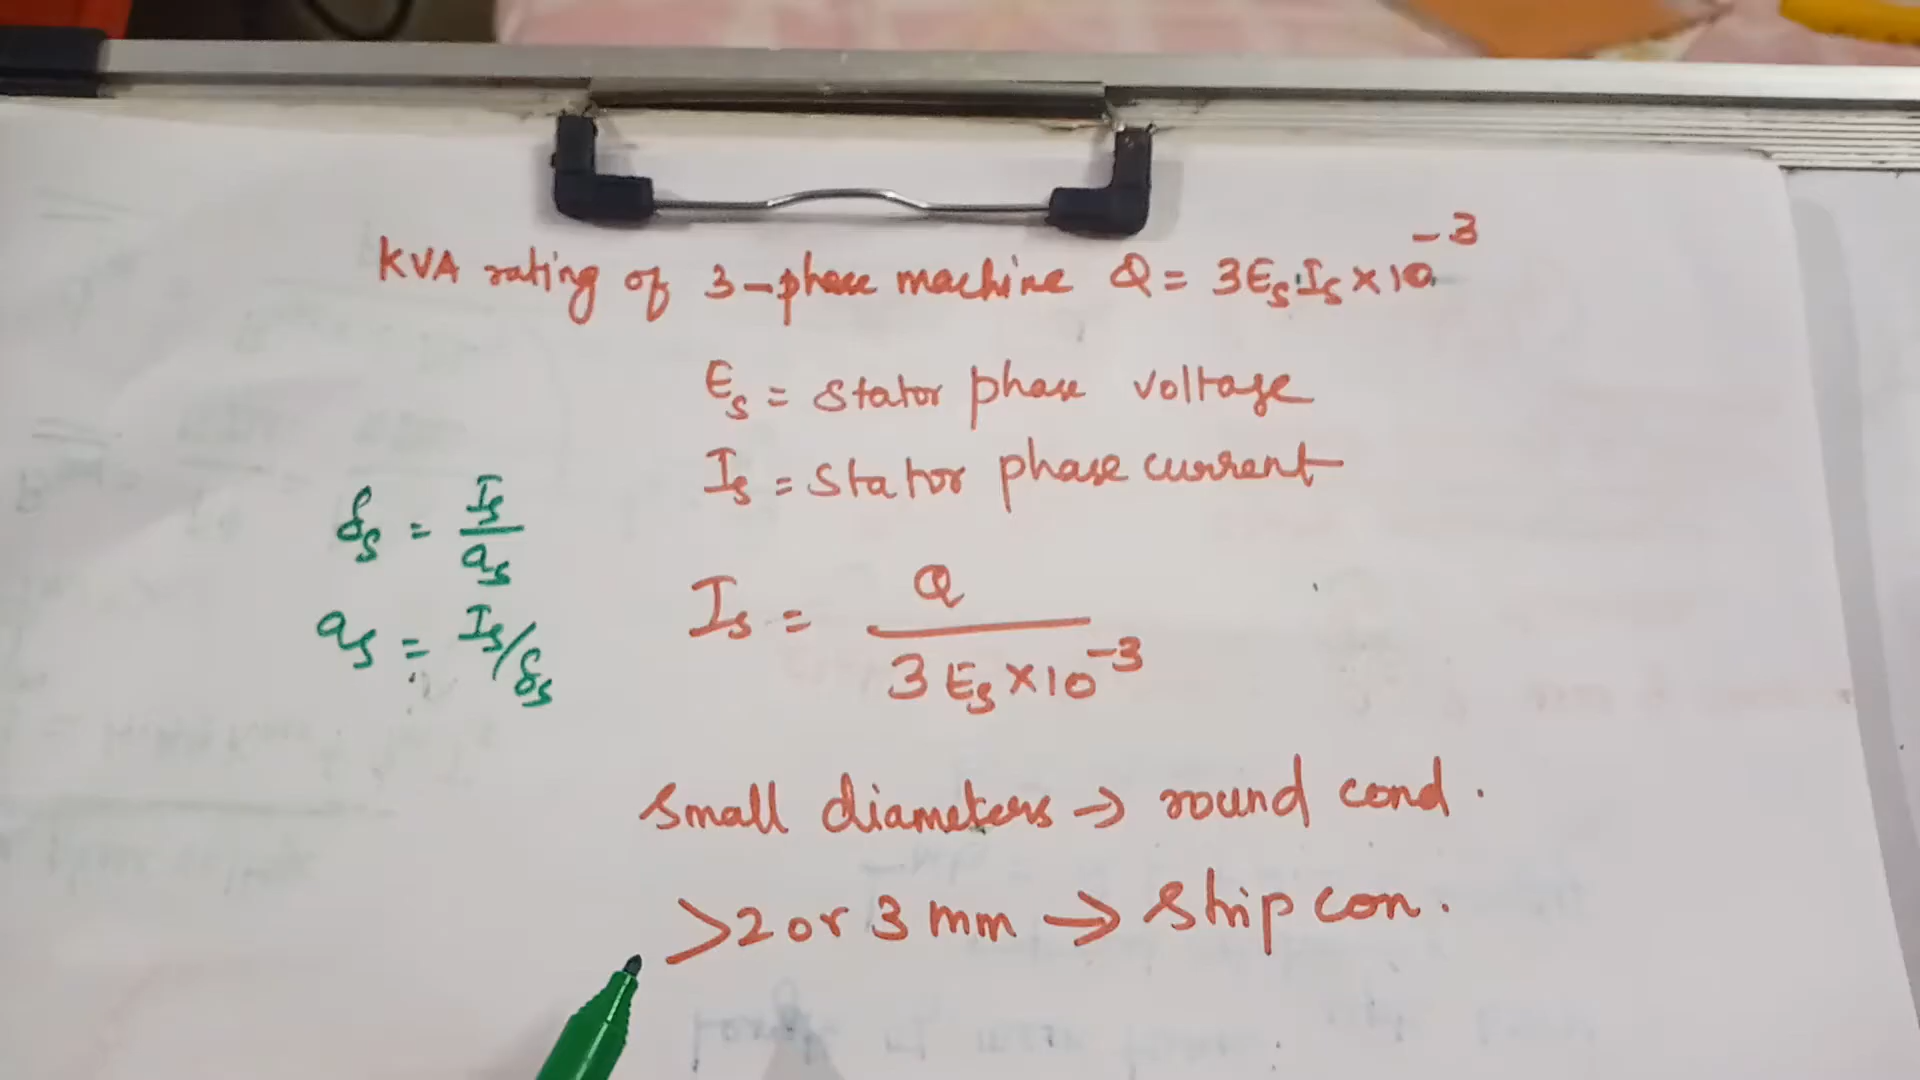 KVA rating of 3-phase machine Q = 3EsIs×10⁻³
Es = stator phase voltage
Is = stator phase current
δs = Is/as
as = Is/δs
Is = Q/3Es×10⁻³
small diameters → round cond.
>2 or 3 mm → strip con.